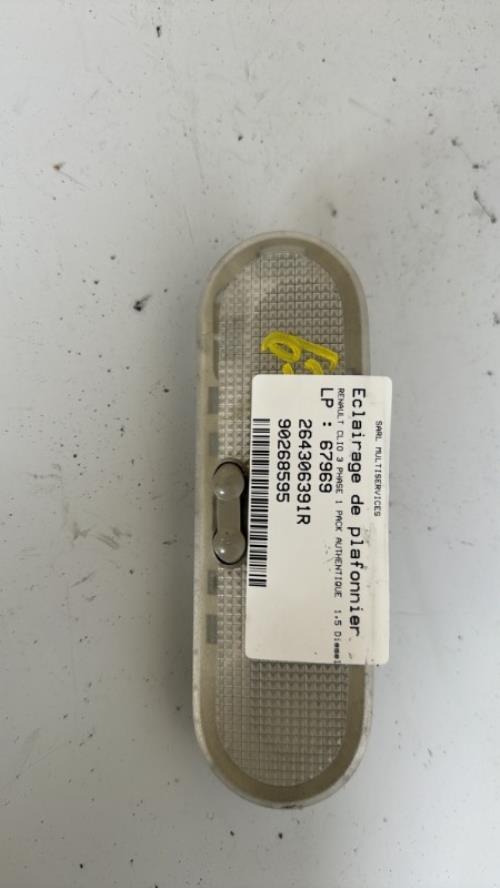 SARL MULTISERVICES
Eclairage de plafonnier
RENAULT CLIO 3 PHASE 1 PACK AUTHENTIQUE 1.5 Diesel
LP : 67969
264306391R
90268595